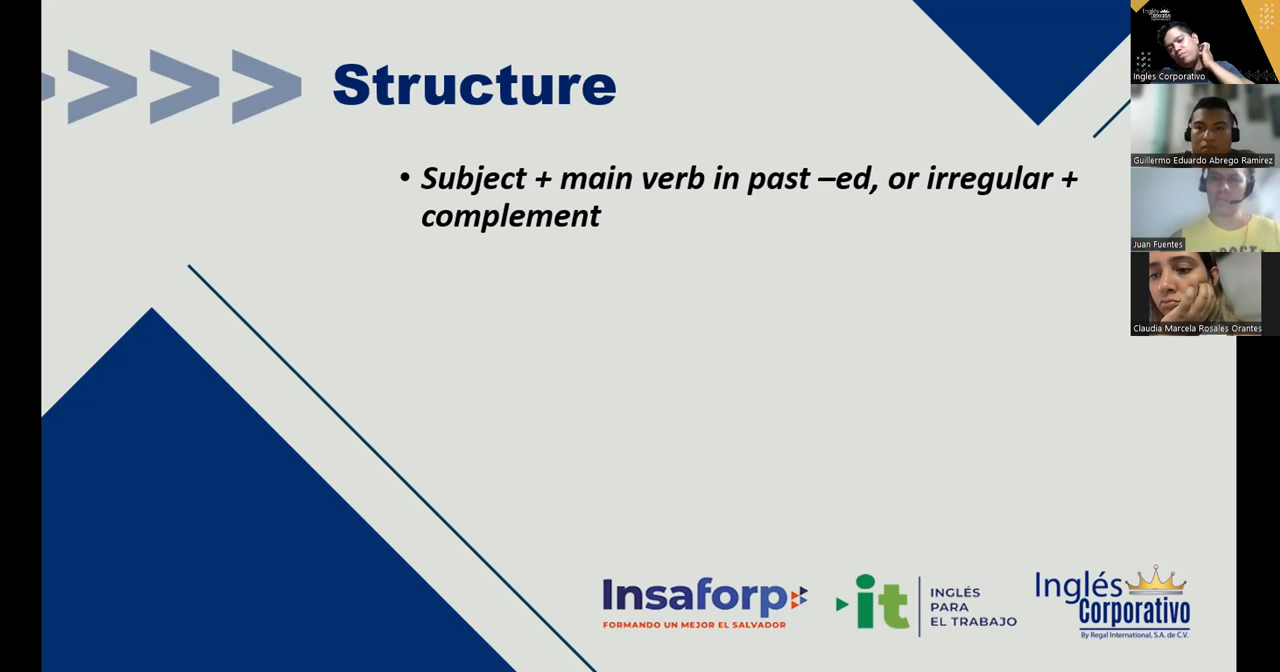 Structure
• Subject + main verb in past –ed, or irregular +
complement
Inglés
Corporativo
Ingles Corporativo
Guillermo Eduardo Abrego Ramirez
Juan Fuentes
Claudia Marcela Rosales Orantes
Insaforp
FORMANDO UN MEJOR EL SALVADOR
it
INGLÉS
PARA
EL TRABAJO
Inglés
Corporativo
By Regal International, S.A. de C.V.